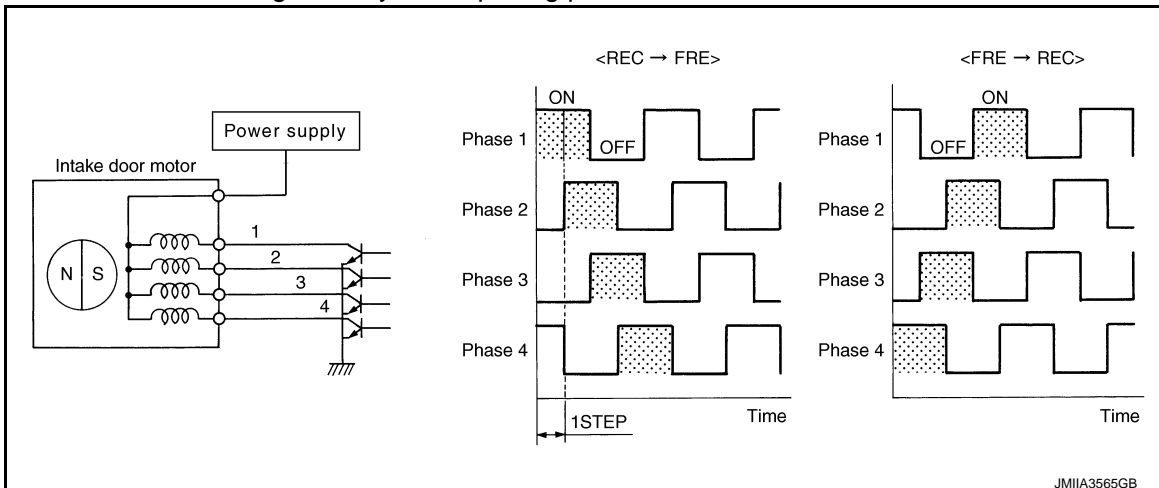 Power supply
Intake door motor
N S
1
2
3
4
<REC → FRE>
ON
Phase 1
OFF
Phase 2
Phase 3
Phase 4
Time
1STEP
<FRE → REC>
ON
Phase 1
OFF
Phase 2
Phase 3
Phase 4
Time
JMIIA3565GB